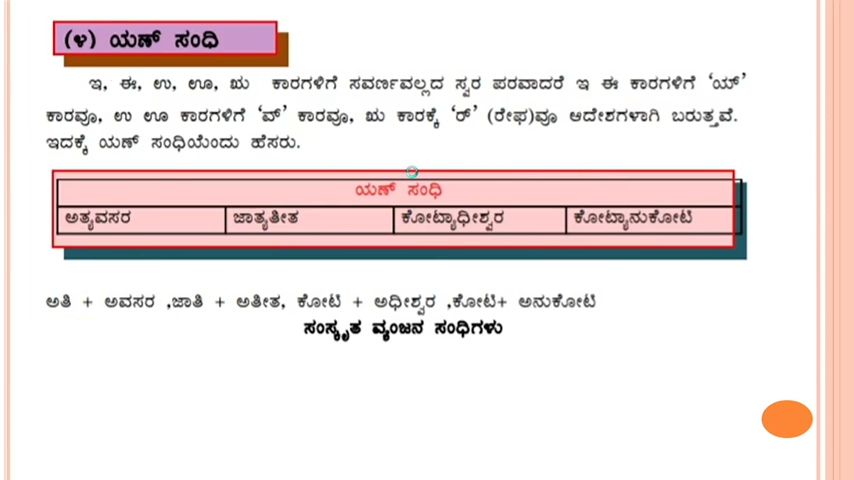 (೪) ಯಣ್ ಸಂಧಿ
ಇ, ಈ, ಉ, ಊ, ಋ ಕಾರಗಳಿಗೆ ಸವರ್ಣವಲ್ಲದ ಸ್ವರ ಪರವಾದರೆ ಇ ಈ ಕಾರಗಳಿಗೆ ‘ಯ್’
ಕಾರವೂ, ಉ ಊ ಕಾರಗಳಿಗೆ ‘ವ್’ ಕಾರವೂ, ಋ ಕಾರಕ್ಕೆ ‘ರ್’ (ರೇಫ)ವೂ ಆದೇಶಗಳಾಗಿ ಬರುತ್ತವೆ.
ಇದಕ್ಕೆ ಯಣ್ ಸಂಧಿಯೆಂದು ಹೆಸರು.
ಯಣ್ ಸಂಧಿ
ಅತ್ಯವಸರ ಜಾತ್ಯತೀತ ಕೋಟ್ಯಾಧೀಶ್ವರ ಕೋಟ್ಯಾನುಕೋಟಿ
ಅತಿ + ಅವಸರ ,ಜಾತಿ + ಅತೀತ, ಕೋಟಿ + ಅಧೀಶ್ವರ ,ಕೋಟಿ+ ಅನುಕೋಟಿ
ಸಂಸ್ಕೃತ ವ್ಯಂಜನ ಸಂಧಿಗಳು